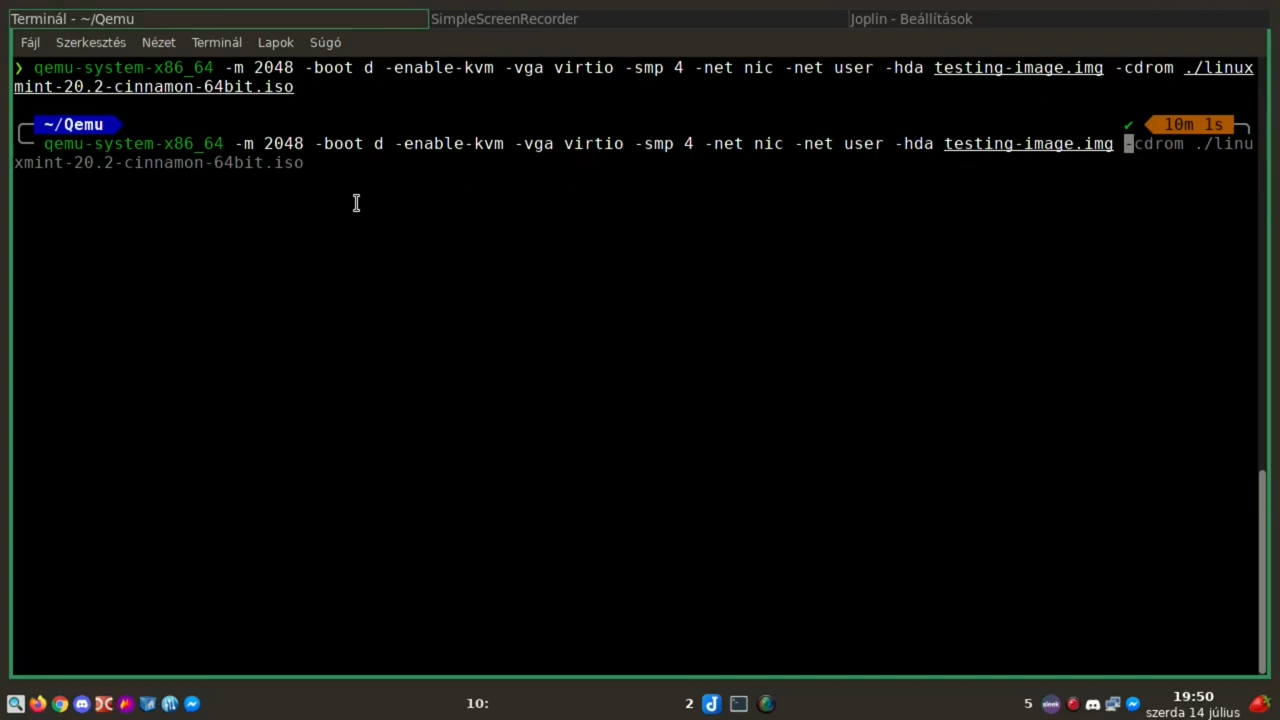 Terminál - ~/Qemu
SimpleScreenRecorder
Joplin - Beállítások
Fájl Szerkesztés Nézet Terminál Lapok Súgó
❯ qemu-system-x86_64 -m 2048 -boot d -enable-kvm -vga virtio -smp 4 -net nic -net user -hda testing-image.img -cdrom ./linux
mint-20.2-cinnamon-64bit.iso
~/Qemu ✔ 10m 1s
qemu-system-x86_64 -m 2048 -boot d -enable-kvm -vga virtio -smp 4 -net nic -net user -hda testing-image.img -cdrom ./linu
xmint-20.2-cinnamon-64bit.iso
10:
2
5
sleek
19:50
szerda 14 július